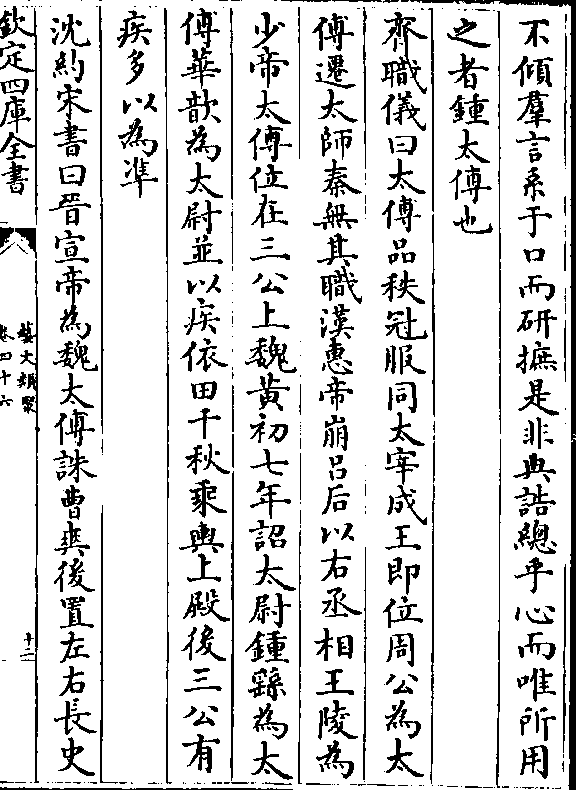 不傾羣言系于口而研摭是非典誥總乎心而唯所用
之者鍾太傅也
齊職儀曰太傅品秩冠服同太宰成王即位周公為太
傅遷太師秦無其職漢惠帝崩呂后以右丞相王陵為
少帝太傅位在三公上魏黃初七年詔太尉鍾繇為太
傅華歆為太尉並以疾依田千秋乘輿上殿後三公有
疾多以為準
沈約宋書曰晉宣帝為魏太傅誅曹爽後置左右長史
欽定四庫全書
藝文類聚
卷四十六
十二